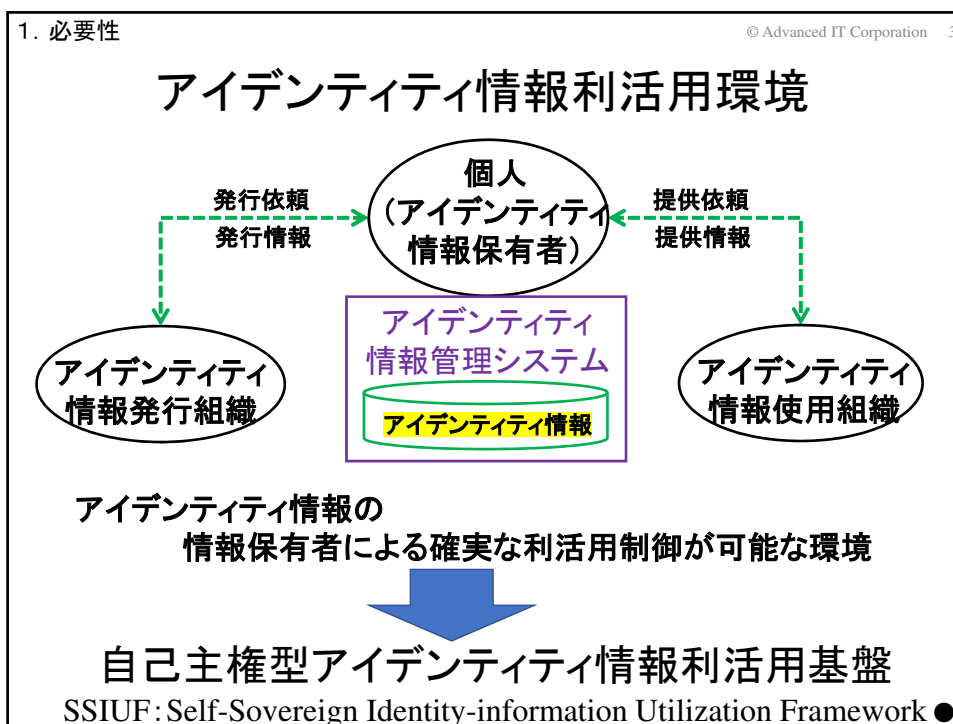 1．必要性
© Advanced IT Corporation 3
アイデンティティ情報利活用環境
個人
（アイデンティティ
情報保有者）
発行依頼
発行情報
提供依頼
提供情報
アイデンティティ
情報発行組織
アイデンティティ
情報管理システム
アイデンティティ情報
アイデンティティ
情報使用組織
アイデンティティ情報の
情報保有者による確実な利活用制御が可能な環境
自己主権型アイデンティティ情報利活用基盤
SSIUF：Self-Sovereign Identity-information Utilization Framework ●